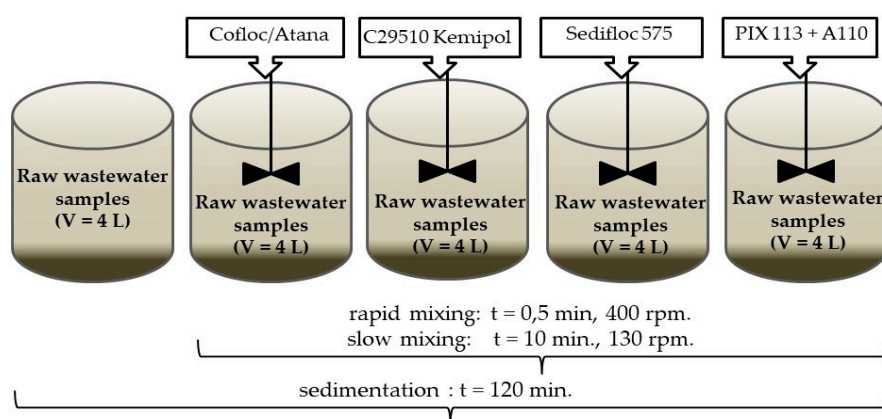 Cofloc/Atana
C29510 Kemipol
Sedifloc 575
PIX 113 + A110
Raw wastewater
samples
(V = 4 L)
Raw wastewater
samples
(V = 4 L)
Raw wastewater
samples
(V = 4 L)
Raw wastewater
samples
(V = 4 L)
Raw wastewater
samples
(V = 4 L)
rapid mixing: t = 0,5 min, 400 rpm.
slow mixing: t = 10 min., 130 rpm.
sedimentation : t = 120 min.